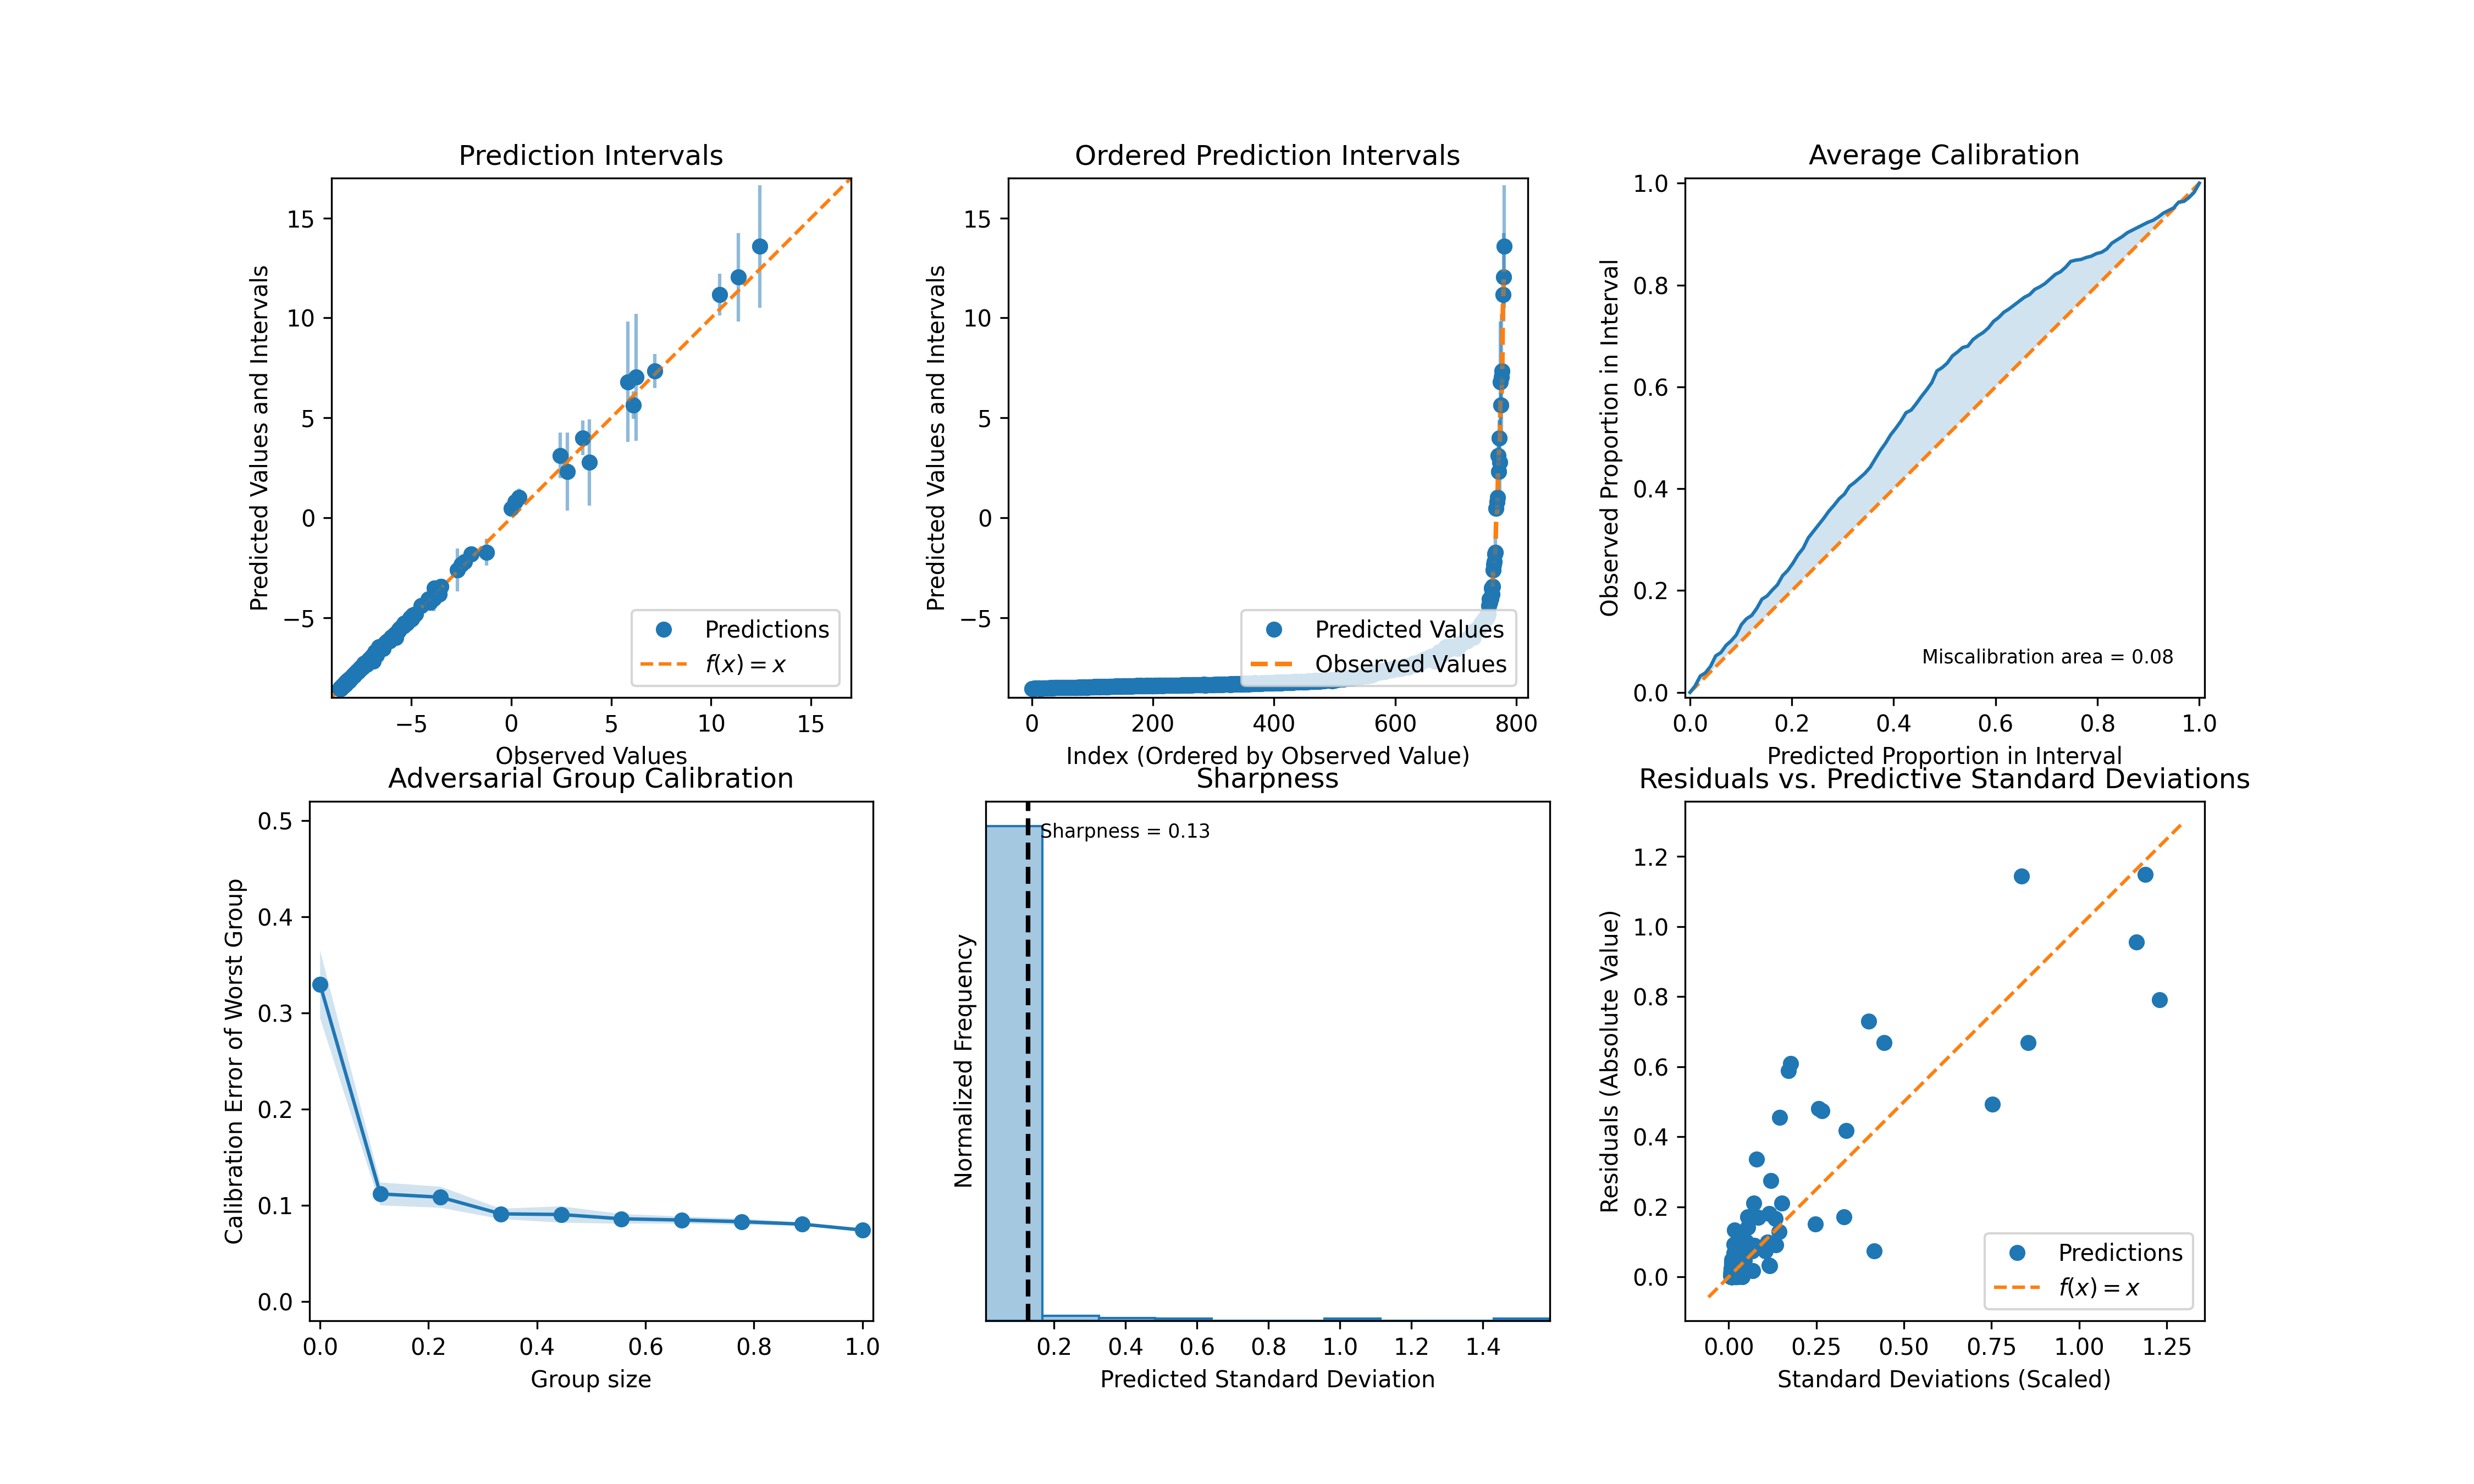 Prediction Intervals
Predicted Values and Intervals
15
10
5
0
−5
Predictions
f(x) = x
−5 0 5 10 15
Observed Values
Ordered Prediction Intervals
Predicted Values and Intervals
15
10
5
0
−5
Predicted Values
Observed Values
0 200 400 600 800
Index (Ordered by Observed Value)
Average Calibration
Observed Proportion in Interval
1.0
0.8
0.6
0.4
0.2
0.0
Miscalibration area = 0.08
0.0 0.2 0.4 0.6 0.8 1.0
Predicted Proportion in Interval
Adversarial Group Calibration
Calibration Error of Worst Group
0.5
0.4
0.3
0.2
0.1
0.0
0.0 0.2 0.4 0.6 0.8 1.0
Group size
Sharpness
Normalized Frequency
Sharpness = 0.13
0.2 0.4 0.6 0.8 1.0 1.2 1.4
Predicted Standard Deviation
Residuals vs. Predictive Standard Deviations
Residuals (Absolute Value)
1.2
1.0
0.8
0.6
0.4
0.2
0.0
Predictions
f(x) = x
0.00 0.25 0.50 0.75 1.00 1.25
Standard Deviations (Scaled)